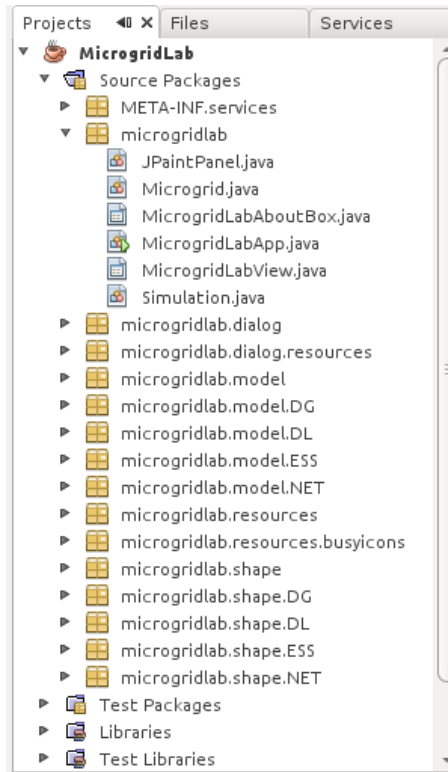 Projects Files Services
MicrogridLab
Source Packages
META-INF.services
microgridlab
JPaintPanel.java
Microgrid.java
MicrogridLabAboutBox.java
MicrogridLabApp.java
MicrogridLabView.java
Simulation.java
microgridlab.dialog
microgridlab.dialog.resources
microgridlab.model
microgridlab.model.DG
microgridlab.model.DL
microgridlab.model.ESS
microgridlab.model.NET
microgridlab.resources
microgridlab.resources.busyicons
microgridlab.shape
microgridlab.shape.DG
microgridlab.shape.DL
microgridlab.shape.ESS
microgridlab.shape.NET
Test Packages
Libraries
Test Libraries